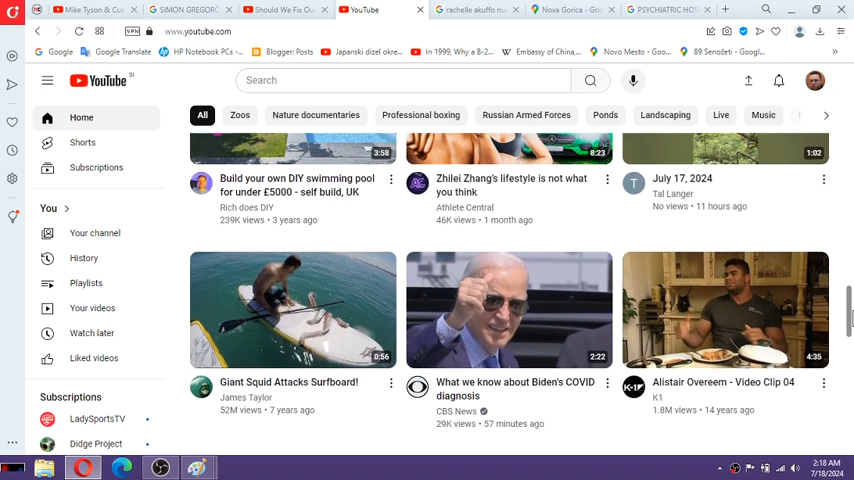 Mike Tyson & Cus
SIMON GREGORČ
Should We Fix Ou
YouTube
rachelle akuffo nu
Nova Gorica - Goo
PSYCHIATRIC HOS
VPN www.youtube.com
Google
Google Translate
HP Notebook PCs -...
Blogger: Posts
Japanski dizel okre...
In 1999, Why a B-2...
Embassy of China,...
Novo Mesto - Goo...
89 Senožeti - Googl...
YouTube SI
Search
All
Zoos
Nature documentaries
Professional boxing
Russian Armed Forces
Ponds
Landscaping
Live
Music
Home
Shorts
Subscriptions
You
Your channel
History
Playlists
Your videos
Watch later
Liked videos
Subscriptions
LadySportsTV
Didge Project
3:58
8:23
1:02
Build your own DIY swimming pool
for under £5000 - self build, UK
Rich does DIY
239K views • 3 years ago
Zhilei Zhang's lifestyle is not what
you think
Athlete Central
46K views • 1 month ago
T
July 17, 2024
Tal Langer
No views • 11 hours ago
0:56
2:22
4:35
Giant Squid Attacks Surfboard!
James Taylor
52M views • 7 years ago
What we know about Biden's COVID
diagnosis
CBS News
29K views • 57 minutes ago
K-1
Alistair Overeem - Video Clip 04
K1
1.8M views • 14 years ago
2:18 AM
7/18/2024